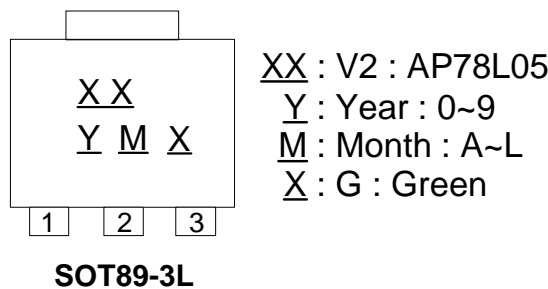 X X
Y M X
1 2 3
SOT89-3L
XX : V2 : AP78L05
Y : Year : 0~9
M : Month : A~L
X : G : Green